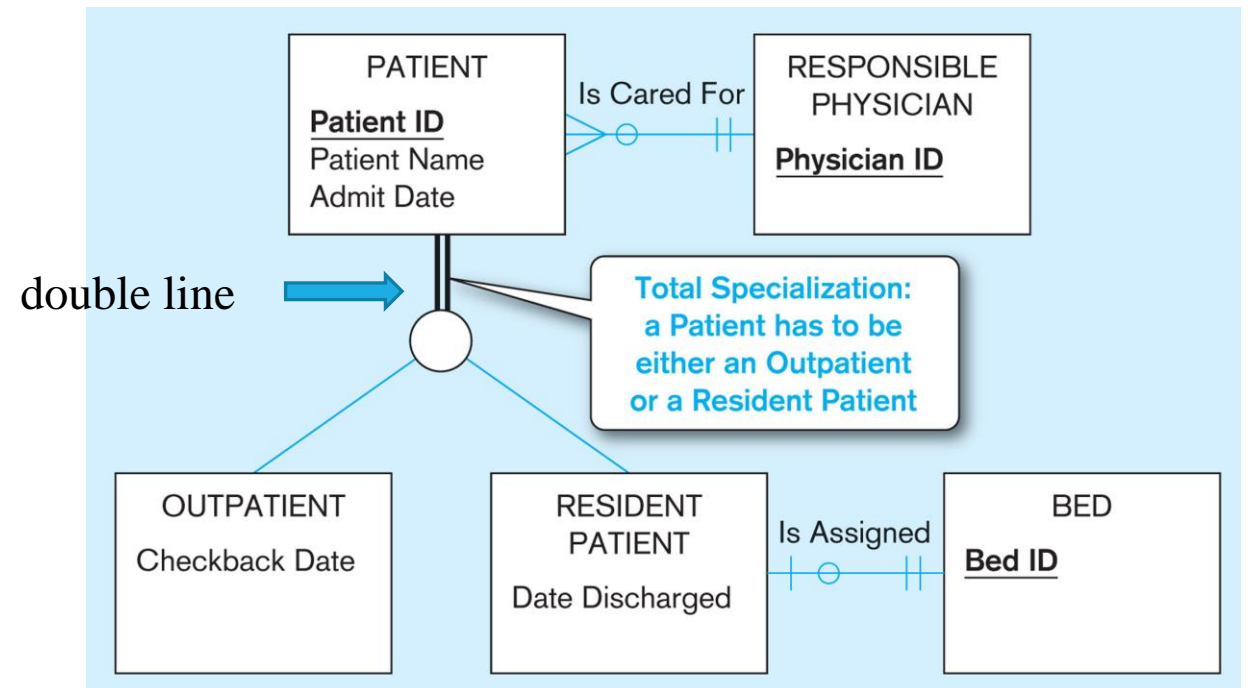 PATIENT
Patient ID
Patient Name
Admit Date
Is Cared For
RESPONSIBLE
PHYSICIAN
Physician ID
double line
Total Specialization:
a Patient has to be
either an Outpatient
or a Resident Patient
OUTPATIENT
Checkback Date
RESIDENT
PATIENT
Date Discharged
Is Assigned
BED
Bed ID